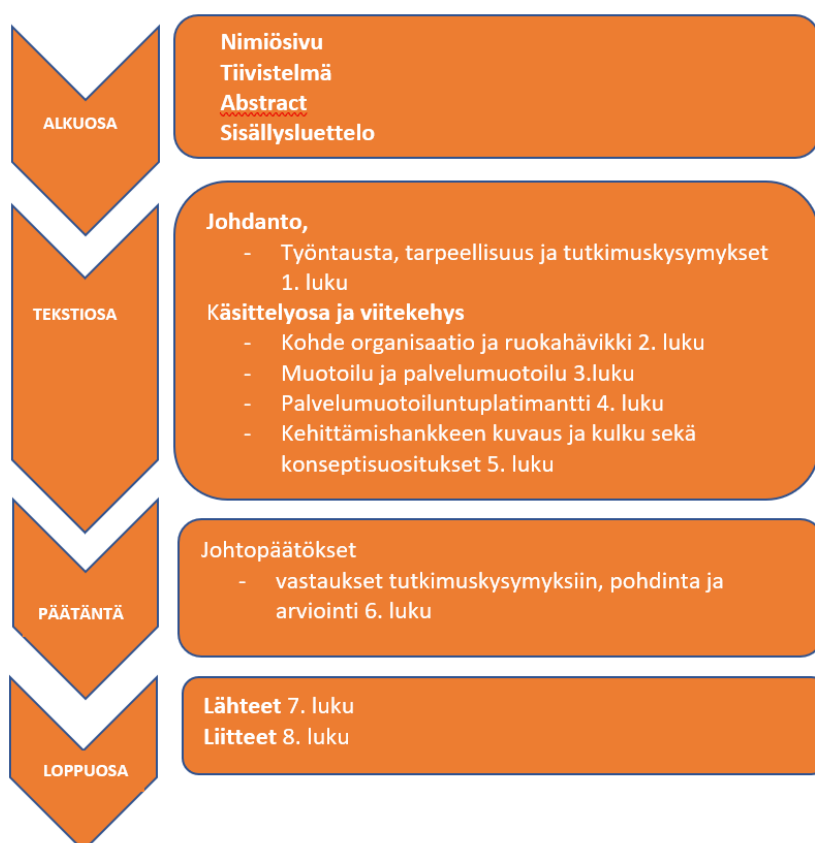 ALKUOSA
Nimiösivu
Tiivistelmä
Abstract
Sisällysluettelo
TEKSTIOSA
Johdanto,
- Työntausta, tarpeellisuus ja tutkimuskysymykset
1. luku
Käsittelyosa ja viitekehys
- Kohde organisaatio ja ruokahävikki 2. luku
- Muotoilu ja palvelumuotoilu 3.luku
- Palvelumuotoiluntuplatimantti 4. luku
- Kehittämishankkeen kuvaus ja kulku sekä
konseptisuositukset 5. luku
PÄÄTÄNTÄ
Johtopäätökset
- vastaukset tutkimuskysymyksiin, pohdinta ja
arviointi 6. luku
LOPPUOSA
Lähteet 7. luku
Liitteet 8. luku